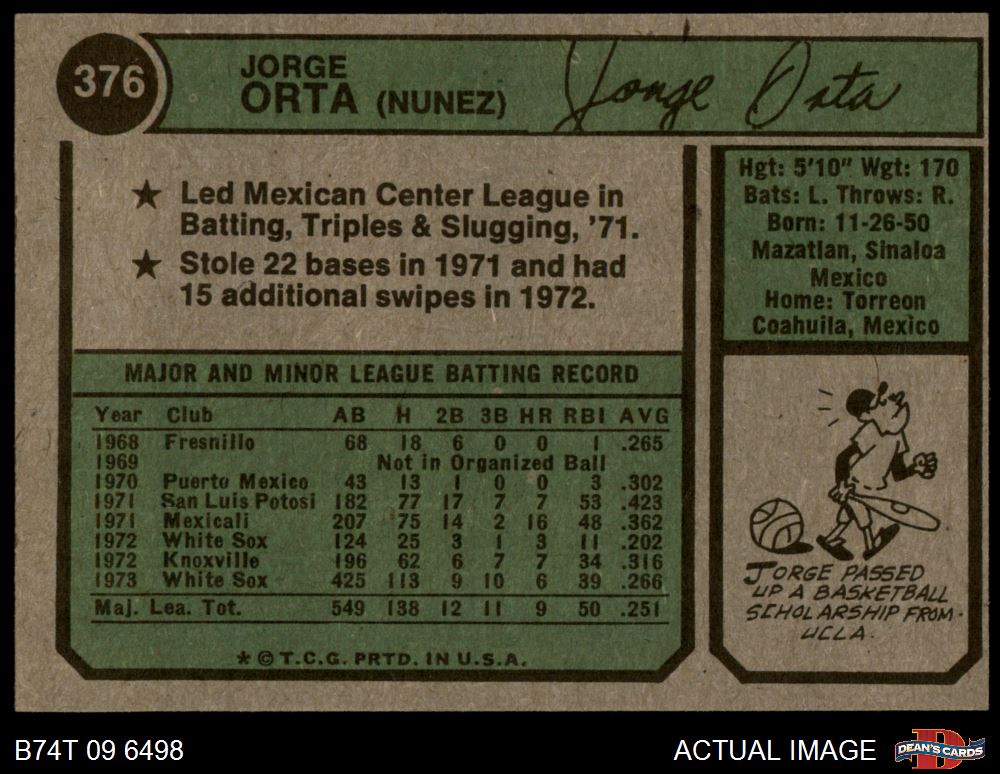 376
JORGE
ORTA (NUNEZ)
Jorge Orta
★ Led Mexican Center League in
Batting, Triples & Slugging, '71.
★ Stole 22 bases in 1971 and had
15 additional swipes in 1972.
Hgt: 5'10" Wgt: 170
Bats: L. Throws: R.
Born: 11-26-50
Mazatlan, Sinaloa
Mexico
Home: Torreon
Coahuila, Mexico
MAJOR AND MINOR LEAGUE BATTING RECORD
Year Club AB H 2B 3B HR RBI AVG
1968 Fresnillo 68 18 6 0 0 1 .265
1969 Not in Organized Ball
1970 Puerto Mexico 43 13 1 0 0 3 .302
1971 San Luis Potosi 182 77 17 7 7 53 .423
1971 Mexicali 207 75 14 2 16 48 .362
1972 White Sox 124 25 3 1 3 11 .202
1972 Knoxville 196 62 6 7 7 34 .316
1973 White Sox 425 113 9 10 6 39 .266
Maj. Lea. Tot. 549 138 12 11 9 50 .251
* © T.C.G. PRTD. IN U.S.A.
JORGE PASSED
UP A BASKETBALL
SCHOLARSHIP FROM
UCLA.
B74T 09 6498
ACTUAL IMAGE
D
DEAN'S CARDS